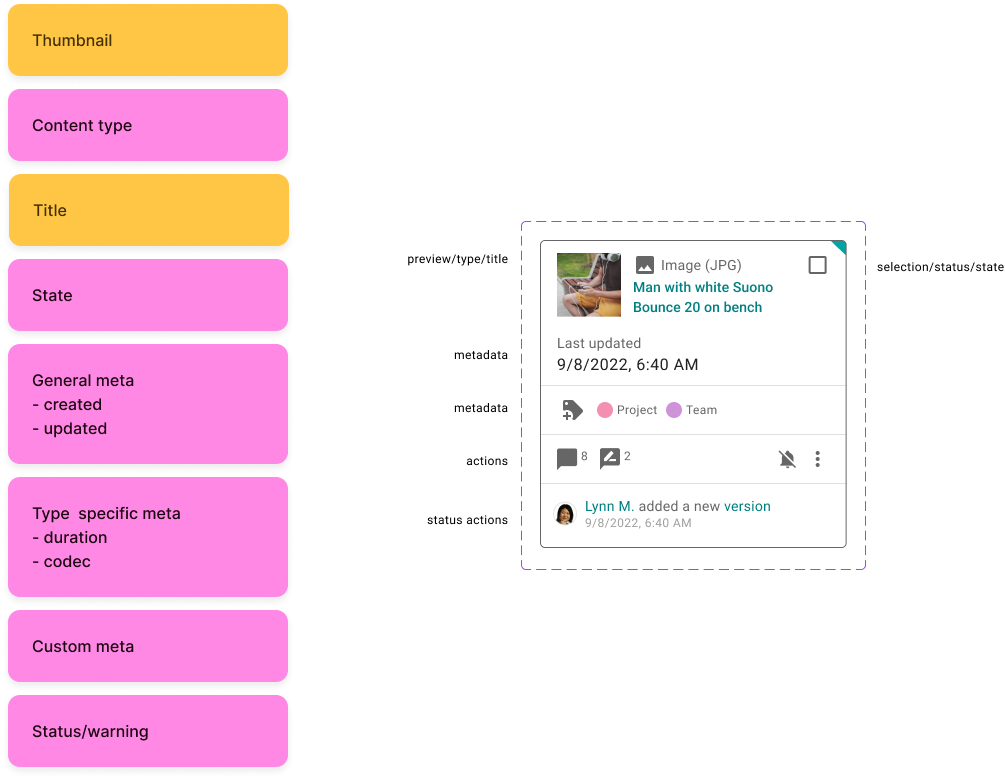 Thumbnail
Content type
Title
State
General meta
- created
- updated
Type  specific meta
- duration
- codec
Custom meta
Status/warning
preview/type/title
metadata
metadata
actions
status actions
Image (JPG)
Man with white Suono
Bounce 20 on bench
Last updated
9/8/2022, 6:40 AM
Project Team
8 2
Lynn M. added a new version
9/8/2022, 6:40 AM
selection/status/state